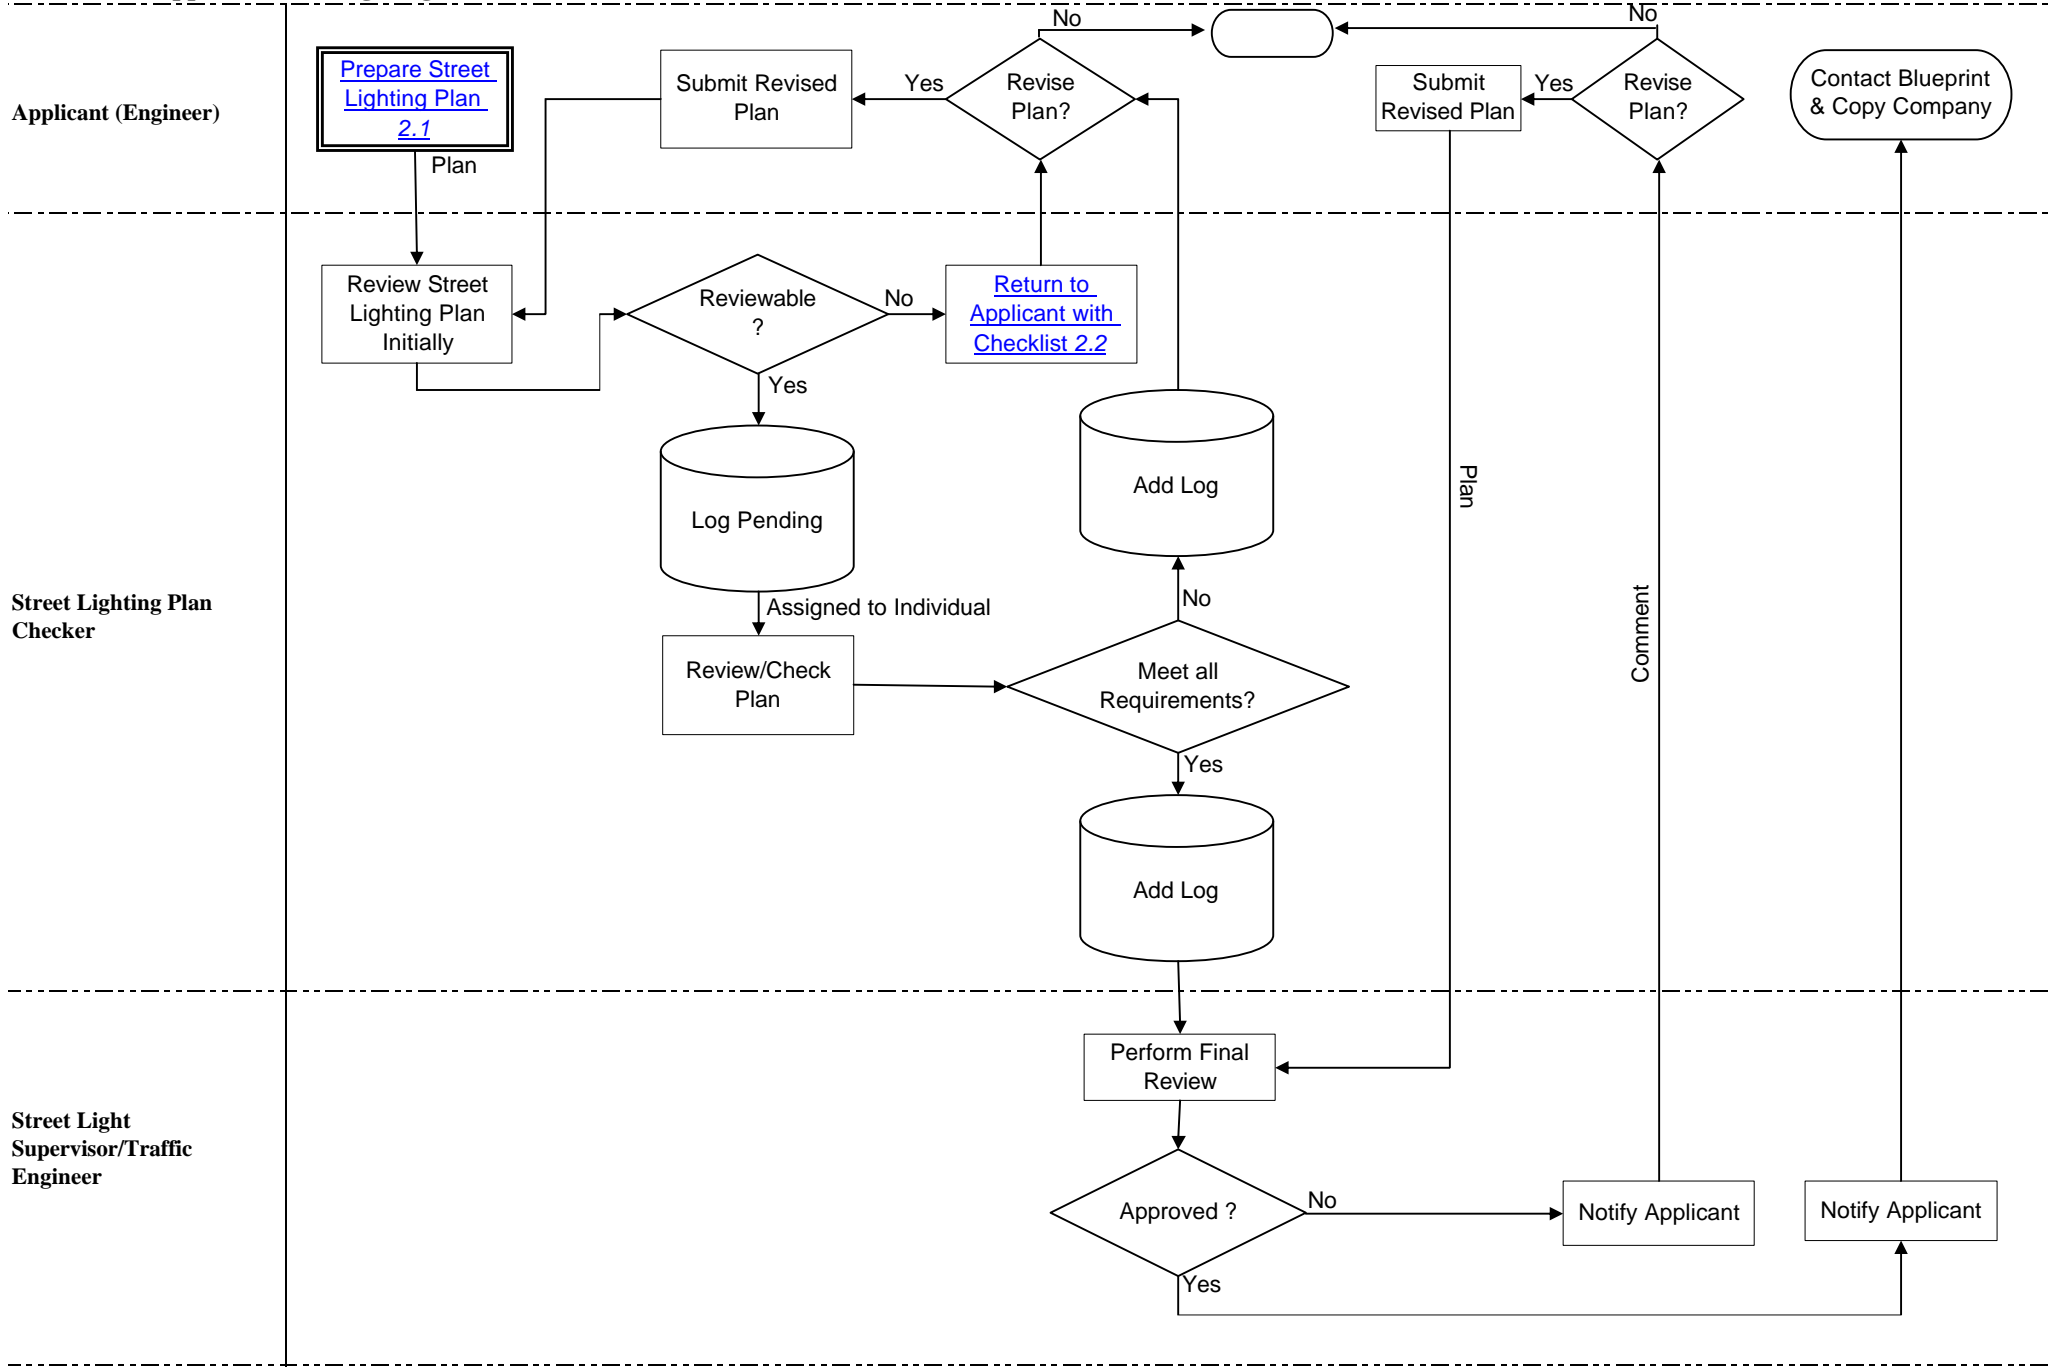 No
No
Prepare Street
Lighting Plan
2.1
Submit Revised
Plan
Yes
Revise
Plan?
Submit
Revised Plan
Yes
Revise
Plan?
Contact Blueprint
& Copy Company
Applicant (Engineer)
Plan
Review Street
Lighting Plan
Initially
Reviewable
?
No
Return to
Applicant with
Checklist 2.2
Yes
Log Pending
Add Log
Plan
Assigned to Individual
No
Comment
Street Lighting Plan
Checker
Review/Check
Plan
Meet all
Requirements?
Yes
Add Log
Perform Final
Review
Street Light
Supervisor/Traffic
Engineer
Approved ?
No
Notify Applicant
Notify Applicant
Yes